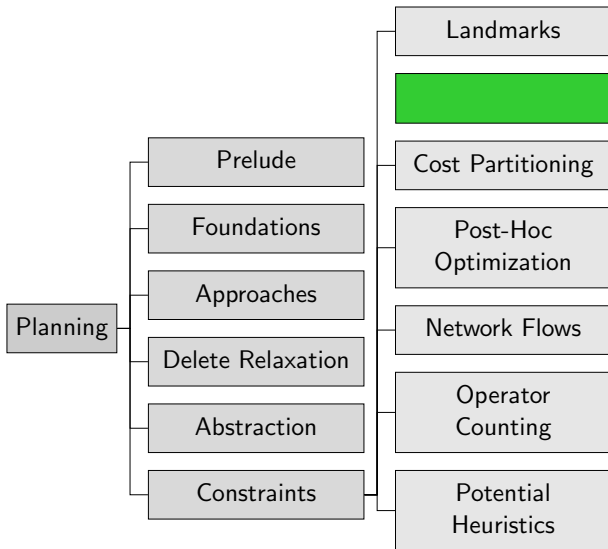 Planning
Prelude
Foundations
Approaches
Delete Relaxation
Abstraction
Constraints
Landmarks
Cost Partitioning
Post-Hoc
Optimization
Network Flows
Operator
Counting
Potential
Heuristics